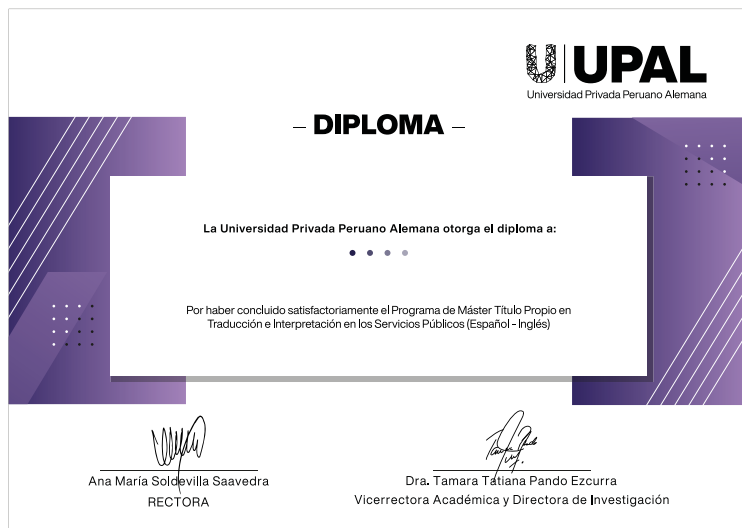 UPAL
Universidad Privada Peruano Alemana
– DIPLOMA –
La Universidad Privada Peruano Alemana otorga el diploma a:
Por haber concluido satisfactoriamente el Programa de Máster Título Propio en
Traducción e Interpretación en los Servicios Públicos (Español - Inglés)
Ana María Soldevilla Saavedra
RECTORA
Dra. Tamara Tatiana Pando Ezcurra
Vicerrectora Académica y Directora de Investigación